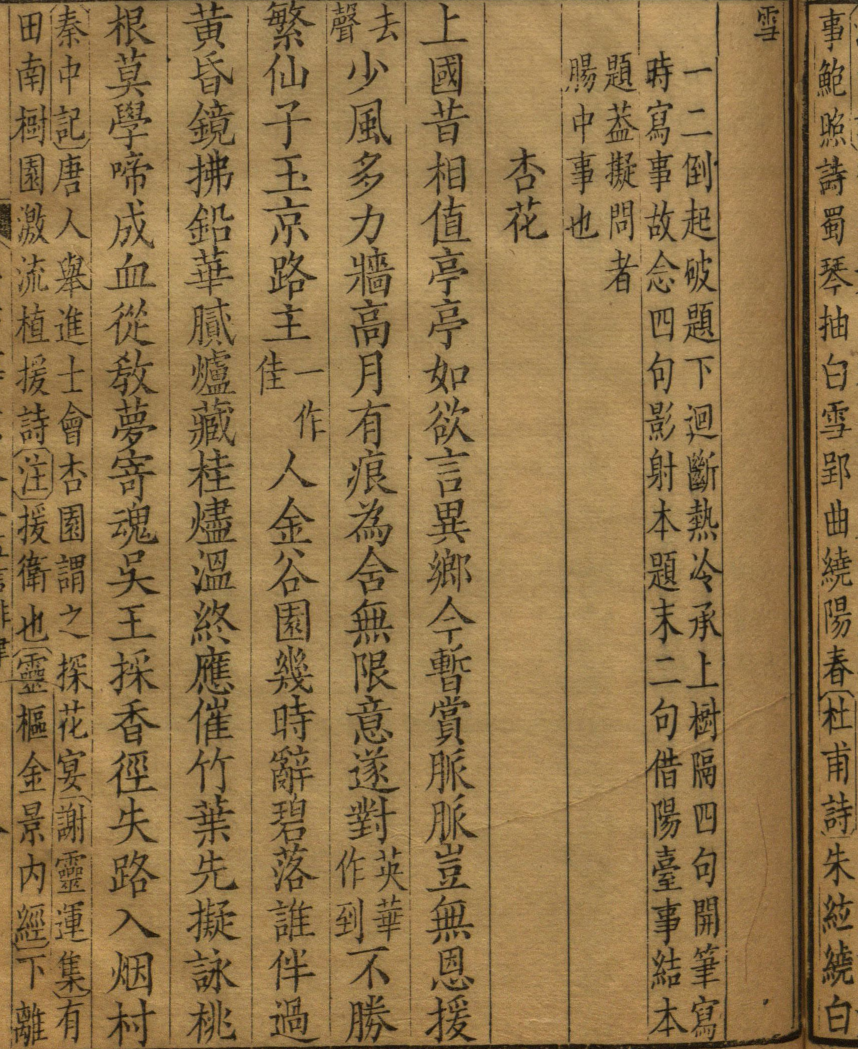 事鮑照詩蜀琴抽白雪郢曲繞陽春杜甫詩朱絃繞白
雪
一二倒起破題下迴斷熱冷承上樹隔四句開筆寫
時寫事故念四句影射本題末二句借陽臺事結本
題葢擬問者
腸中事也
杏花
上國昔相值亭亭如欲言異鄉今暫賞脈脈豈無恩援
去聲少風多力牆高月有痕為含無限意遂對英華作到不勝
繁仙子玉京路主一作佳人金谷園幾時辭碧落誰伴過
黃昏鏡拂鉛華膩爐藏桂燼溫終應催竹葉先擬詠桃
根莫學啼成血從教夢寄魂吳王採香徑失路入烟村
秦中記唐人舉進士會杏園謂之探花宴謝靈運集有
田南樹園激流植援詩注援衛也靈樞金景內經下離